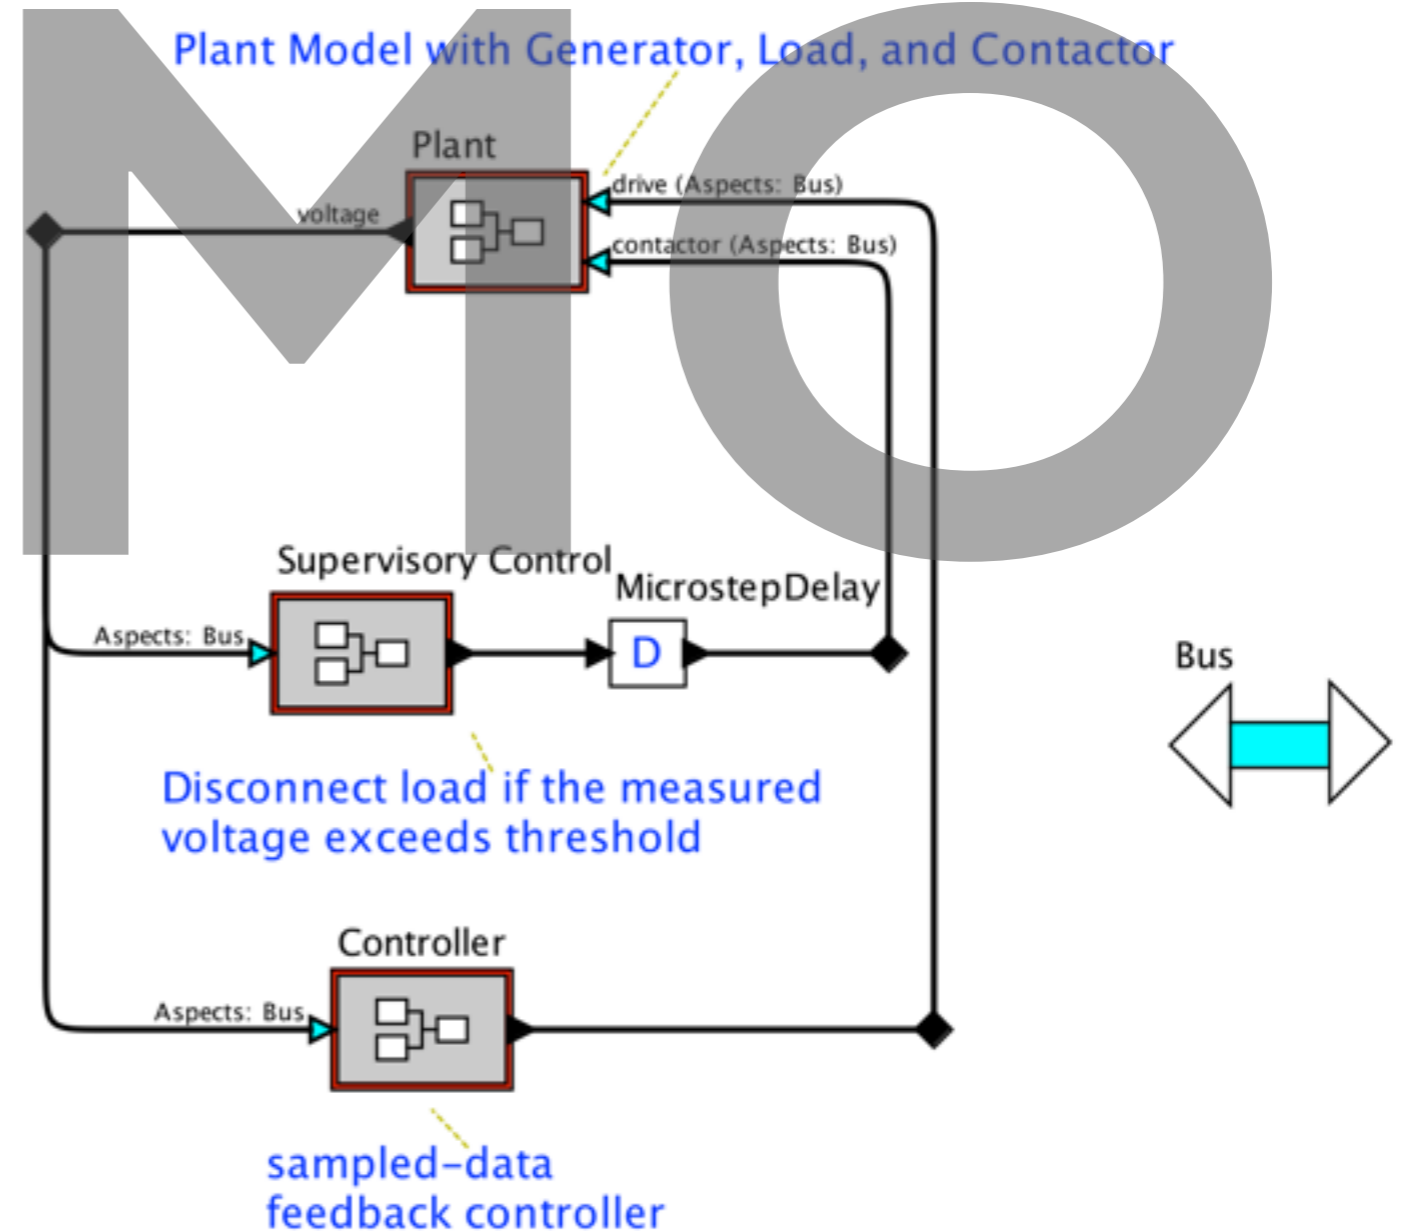 MO
Plant Model with Generator, Load, and Contactor
Plant
drive (Aspects: Bus)
voltage
contactor (Aspects: Bus)
Supervisory Control
MicrostepDelay
Aspects: Bus
D
Bus
Disconnect load if the measured
voltage exceeds threshold
Controller
Aspects: Bus
sampled-data
feedback controller